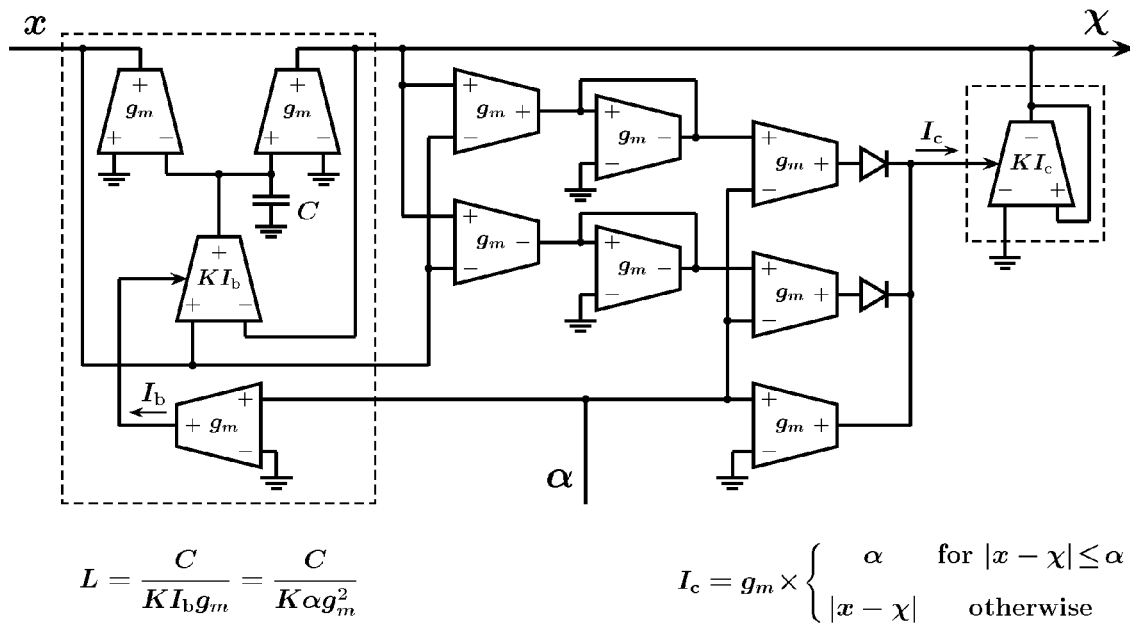 x χ
+ g_m + −
+ g_m + −
+ g_m + −
+ g_m −
+ g_m + −
I_c
− KI_c − +
C
+ g_m − −
+ g_m − −
+ g_m + −
+ KI_b + −
I_b
+ g_m + −
α
+ g_m + −
L = C / (KI_b g_m) = C / (Kα g_m^2)
I_c = g_m × { α for |x − χ| ≤ α
|x − χ| otherwise